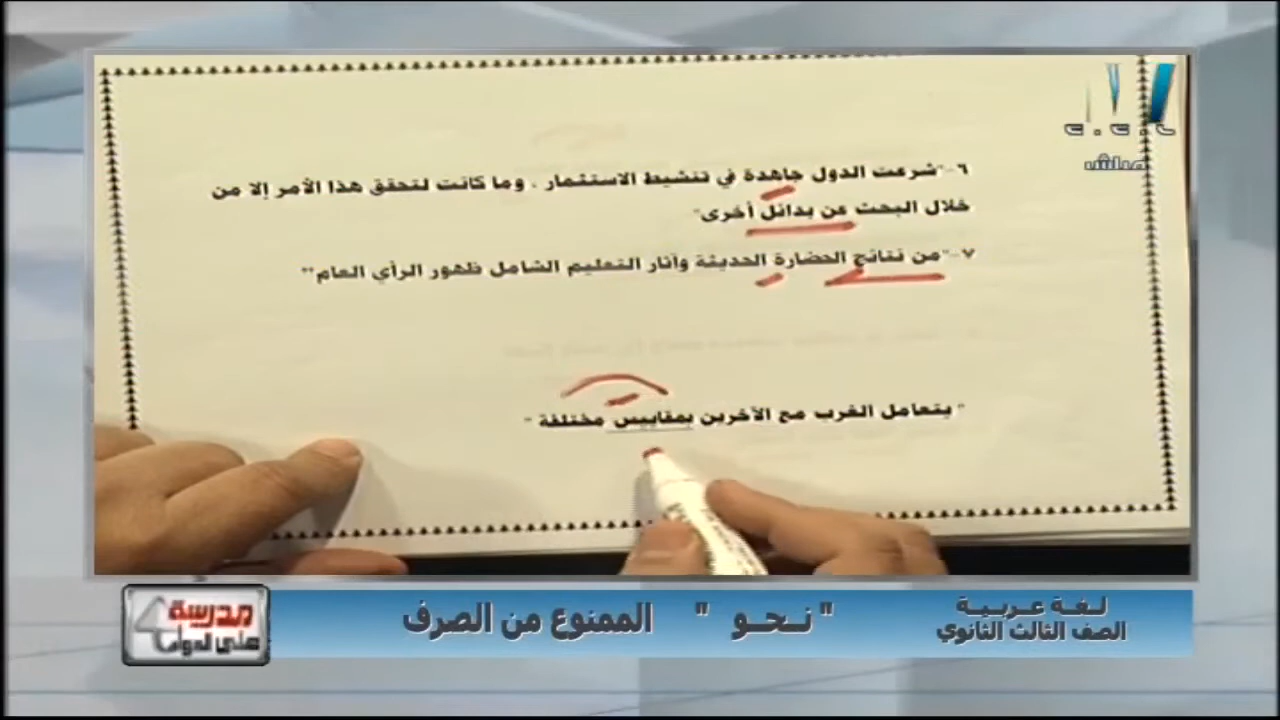 ٦- "شرعت الدول جاهدة في تنشيط الاستثمار ، وما كانت لتحقق هذا الأمر إلا من
خلال البحث عن بدائل أخرى"
٧- "من نتائج الحضارة الحديثة وآثار التعليم الشامل ظهور الرأي العام"
" يتعامل الغرب مع الآخرين بمقاييس مختلفة "
مباشر
لغة عربية
الصف الثالث الثانوي
"نحو" الممنوع من الصرف
مدرسة
على الهواء